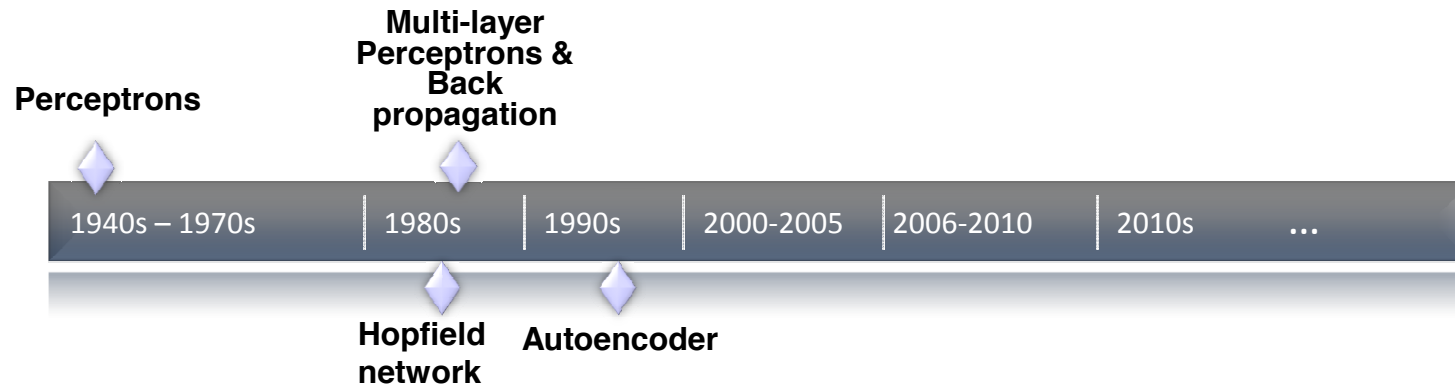 Multi-layer
Perceptrons &
Back
propagation
Perceptrons
1940s – 1970s 1980s 1990s 2000-2005 2006-2010 2010s ...
Hopfield
network
Autoencoder